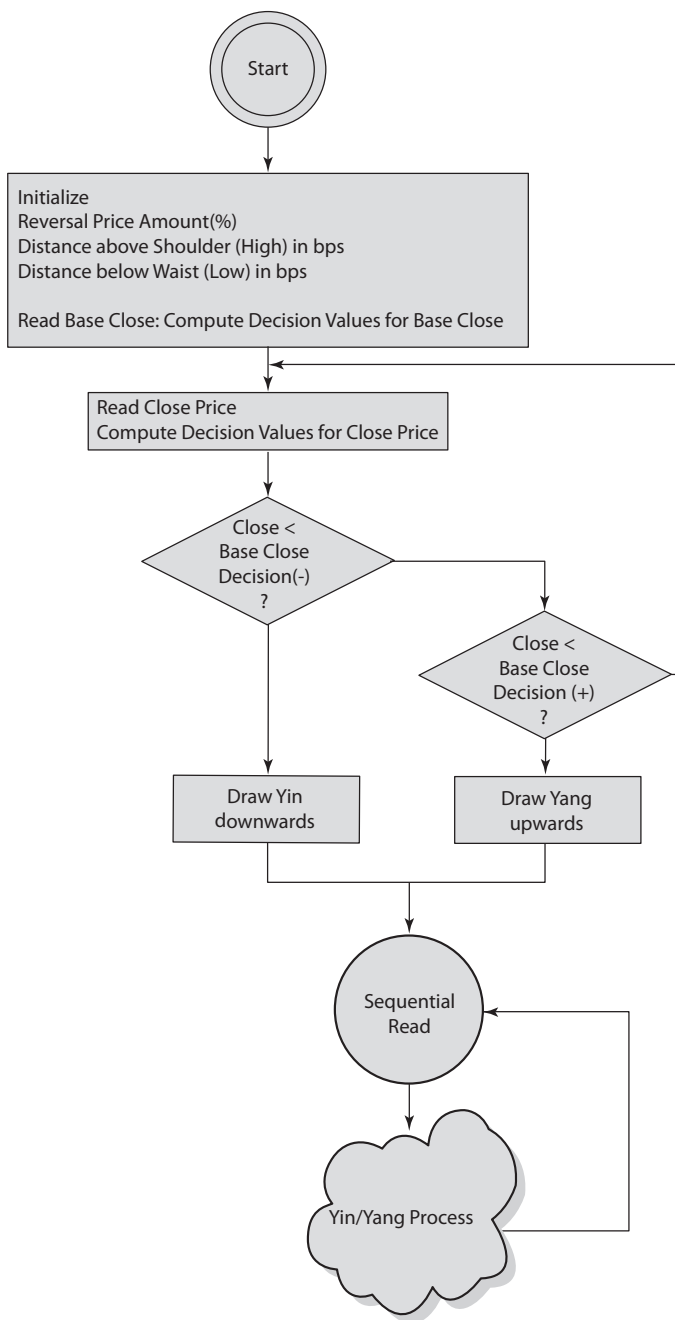 Start
Initialize
Reversal Price Amount(%)
Distance above Shoulder (High) in bps
Distance below Waist (Low) in bps
Read Base Close: Compute Decision Values for Base Close
Read Close Price
Compute Decision Values for Close Price
Close <
Base Close
Decision(-)
?
Close <
Base Close
Decision (+)
?
Draw Yin
downwards
Draw Yang
upwards
Sequential
Read
Yin/Yang Process